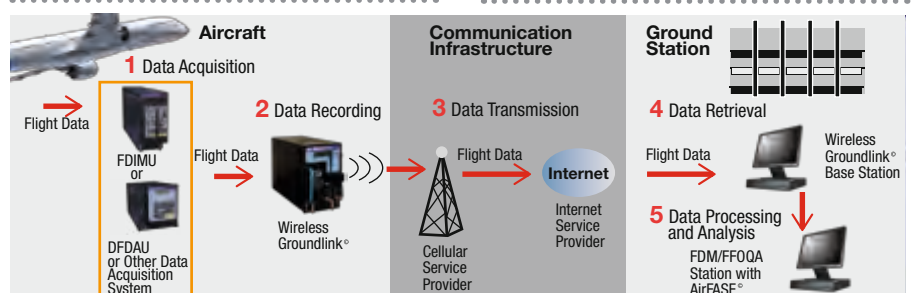 Aircraft
1 Data Acquisition
Flight Data
FDIMU
or
DFDAU
or Other Data
Acquisition
System
Flight Data
2 Data Recording
Wireless
Groundlink©
Communication
Infrastructure
3 Data Transmission
Flight Data
Cellular
Service
Provider
Internet
Internet
Service
Provider
Ground
Station
4 Data Retrieval
Flight Data
Wireless
Groundlink©
Base Station
5 Data Processing
and Analysis
FDM/FFOQA
Station with
AirFASE©